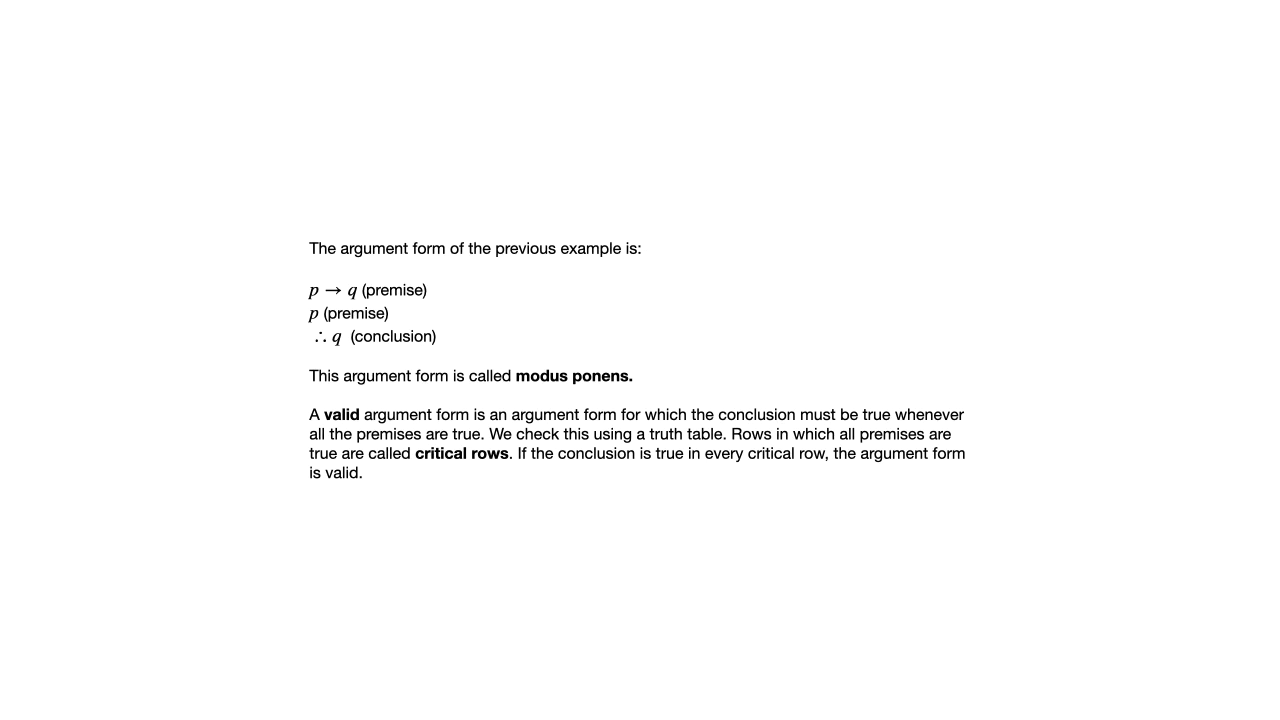 The argument form of the previous example is:
p → q (premise)
p (premise)
∴ q (conclusion)
This argument form is called modus ponens.
A valid argument form is an argument form for which the conclusion must be true whenever
all the premises are true. We check this using a truth table. Rows in which all premises are
true are called critical rows. If the conclusion is true in every critical row, the argument form
is valid.